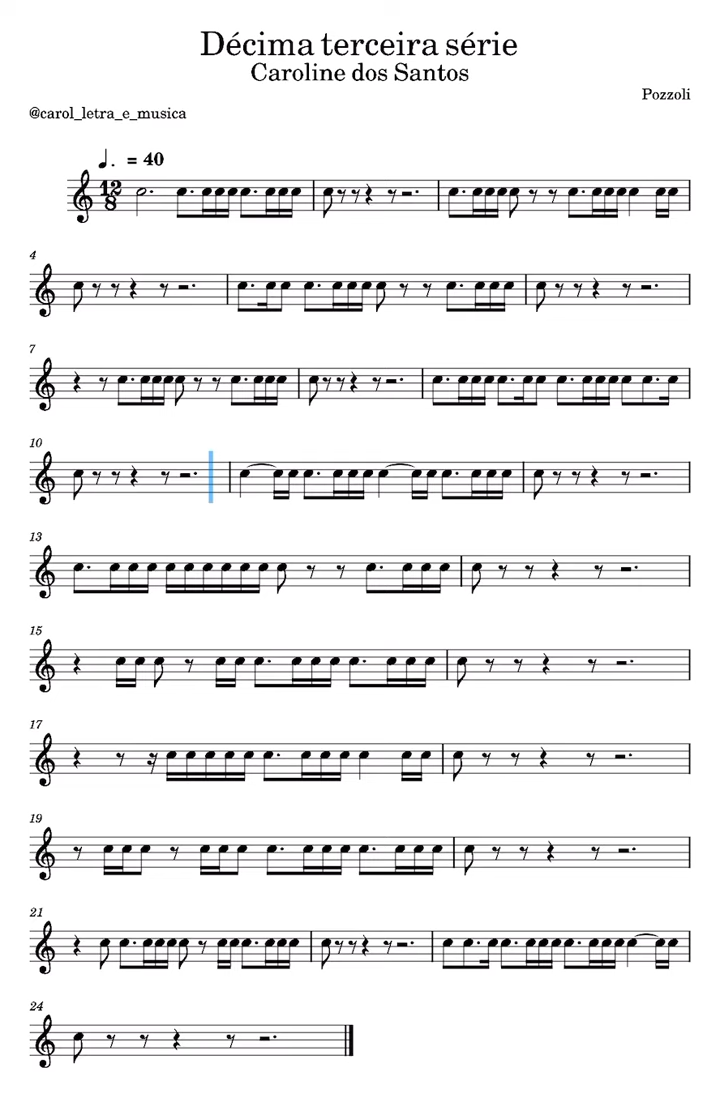 Décima terceira série
Caroline dos Santos
Pozzoli
@carol_letra_e_musica
♩. = 40
12
8
4
7
10
13
15
17
19
21
24